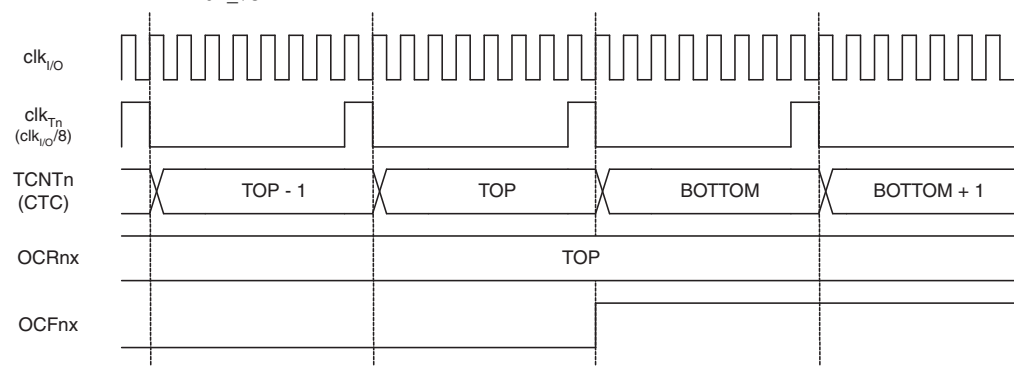 clkI/O
clkTn
(clkI/O/8)
TCNTn
(CTC)
TOP - 1
TOP
BOTTOM
BOTTOM + 1
OCRnx
TOP
OCFnx